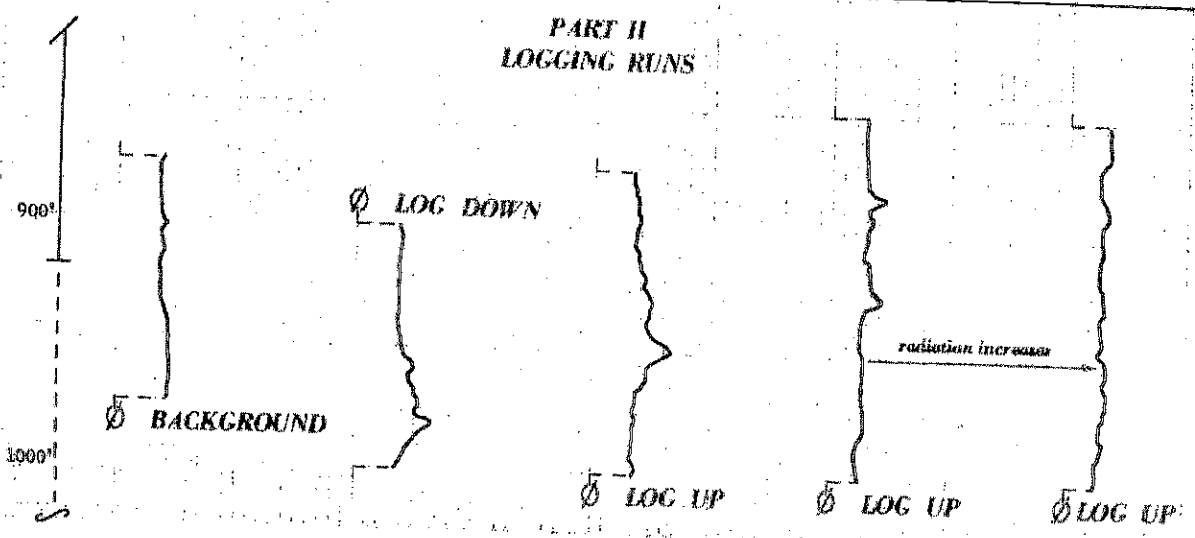 PART II
LOGGING RUNS
900'
Ø LOG DOWN
radiation increases
Ø BACKGROUND
1000'
Ø LOG UP
Ø LOG UP
Ø LOG UP